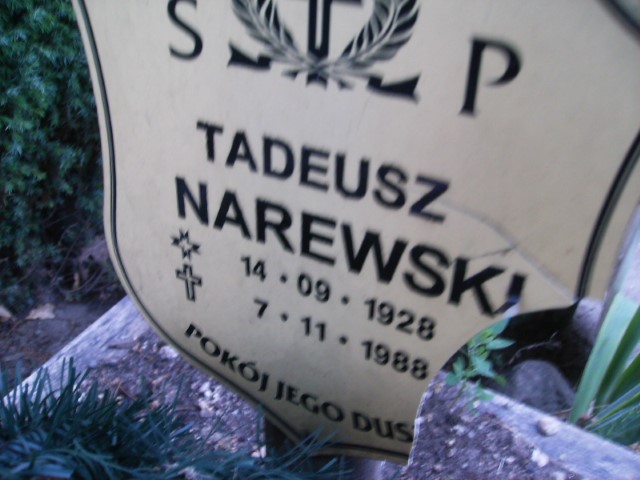 S P
TADEUSZ
NAREWSKI
14 • 09 • 1928
7 • 11 • 1988
POKÓJ JEGO DUS